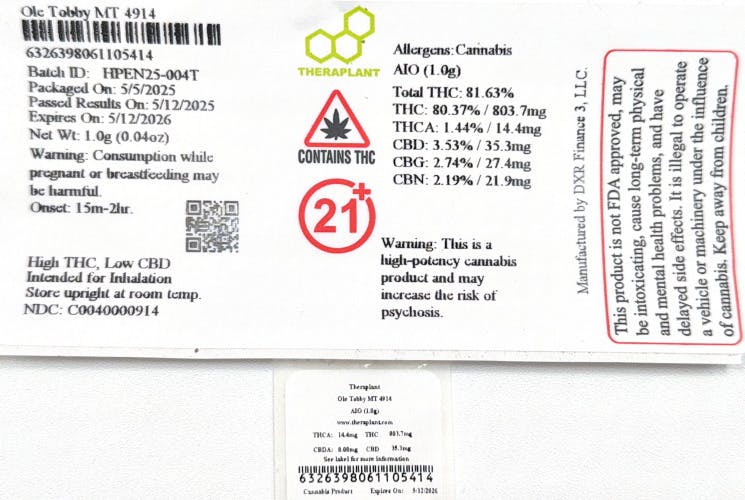 Ole Tobby MT 4914
6326398061105414
Batch ID: HPEN25-004T
Packaged On: 5/5/2025
Passed Results On: 5/12/2025
Expires On: 5/12/2026
Net Wt: 1.0g (0.04oz)
Warning: Consumption while
pregnant or breastfeeding may
be harmful.
Onset: 15m-2hr.
High THC, Low CBD
Intended for Inhalation
Store upright at room temp.
NDC: C0040000914
THERAPLANT
CONTAINS THC
21+
Allergens: Cannabis
AIO (1.0g)
Total THC: 81.63%
THC: 80.37% / 803.7mg
THCA: 1.44% / 14.4mg
CBD: 3.53% / 35.3mg
CBG: 2.74% / 27.4mg
CBN: 2.19% / 21.9mg
Warning: This is a
high-potency cannabis
product and may
increase the risk of
psychosis.
Manufactured by DXR Finance 3, LLC.
This product is not FDA approved, may
be intoxicating, cause long-term physical
and mental health problems, and have
delayed side effects. It is illegal to operate
a vehicle or machinery under the influence
of cannabis. Keep away from children.
Theraplant
Ole Tobby MT 4914
AIO (1.0g)
www.theraplant.com
THCA: 14.4mg THC 803.7mg
CBDA: 0.00mg CBD 35.3mg
See label for more information
6326398061105414
Cannabis Product Expires On: 5/12/2026